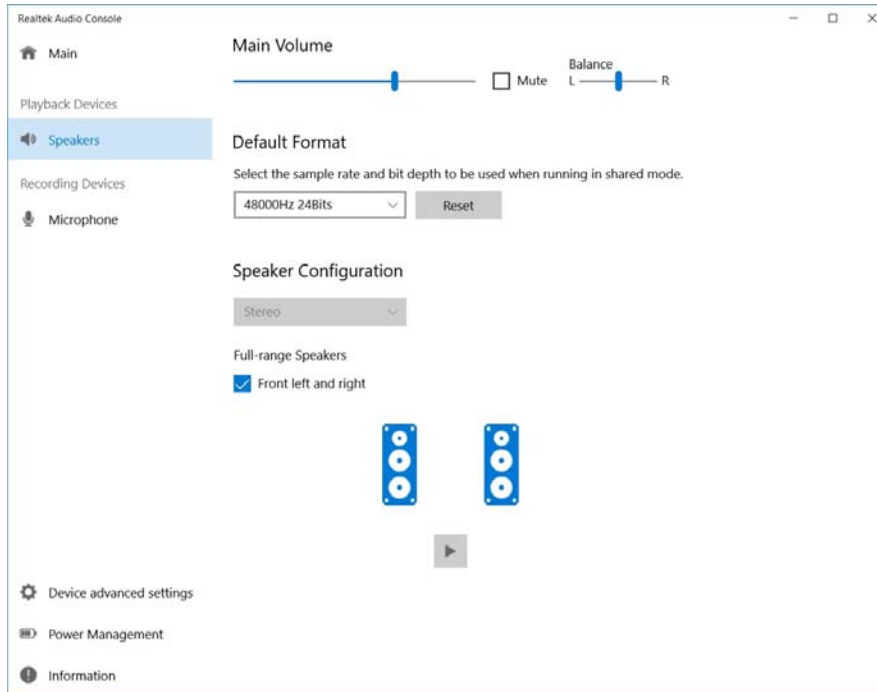 Realtek Audio Console
Main
Playback Devices
Speakers
Recording Devices
Microphone
Device advanced settings
Power Management
Information
Main Volume
Mute
Balance
L R
Default Format
Select the sample rate and bit depth to be used when running in shared mode.
48000Hz 24Bits
Reset
Speaker Configuration
Stereo
Full-range Speakers
Front left and right